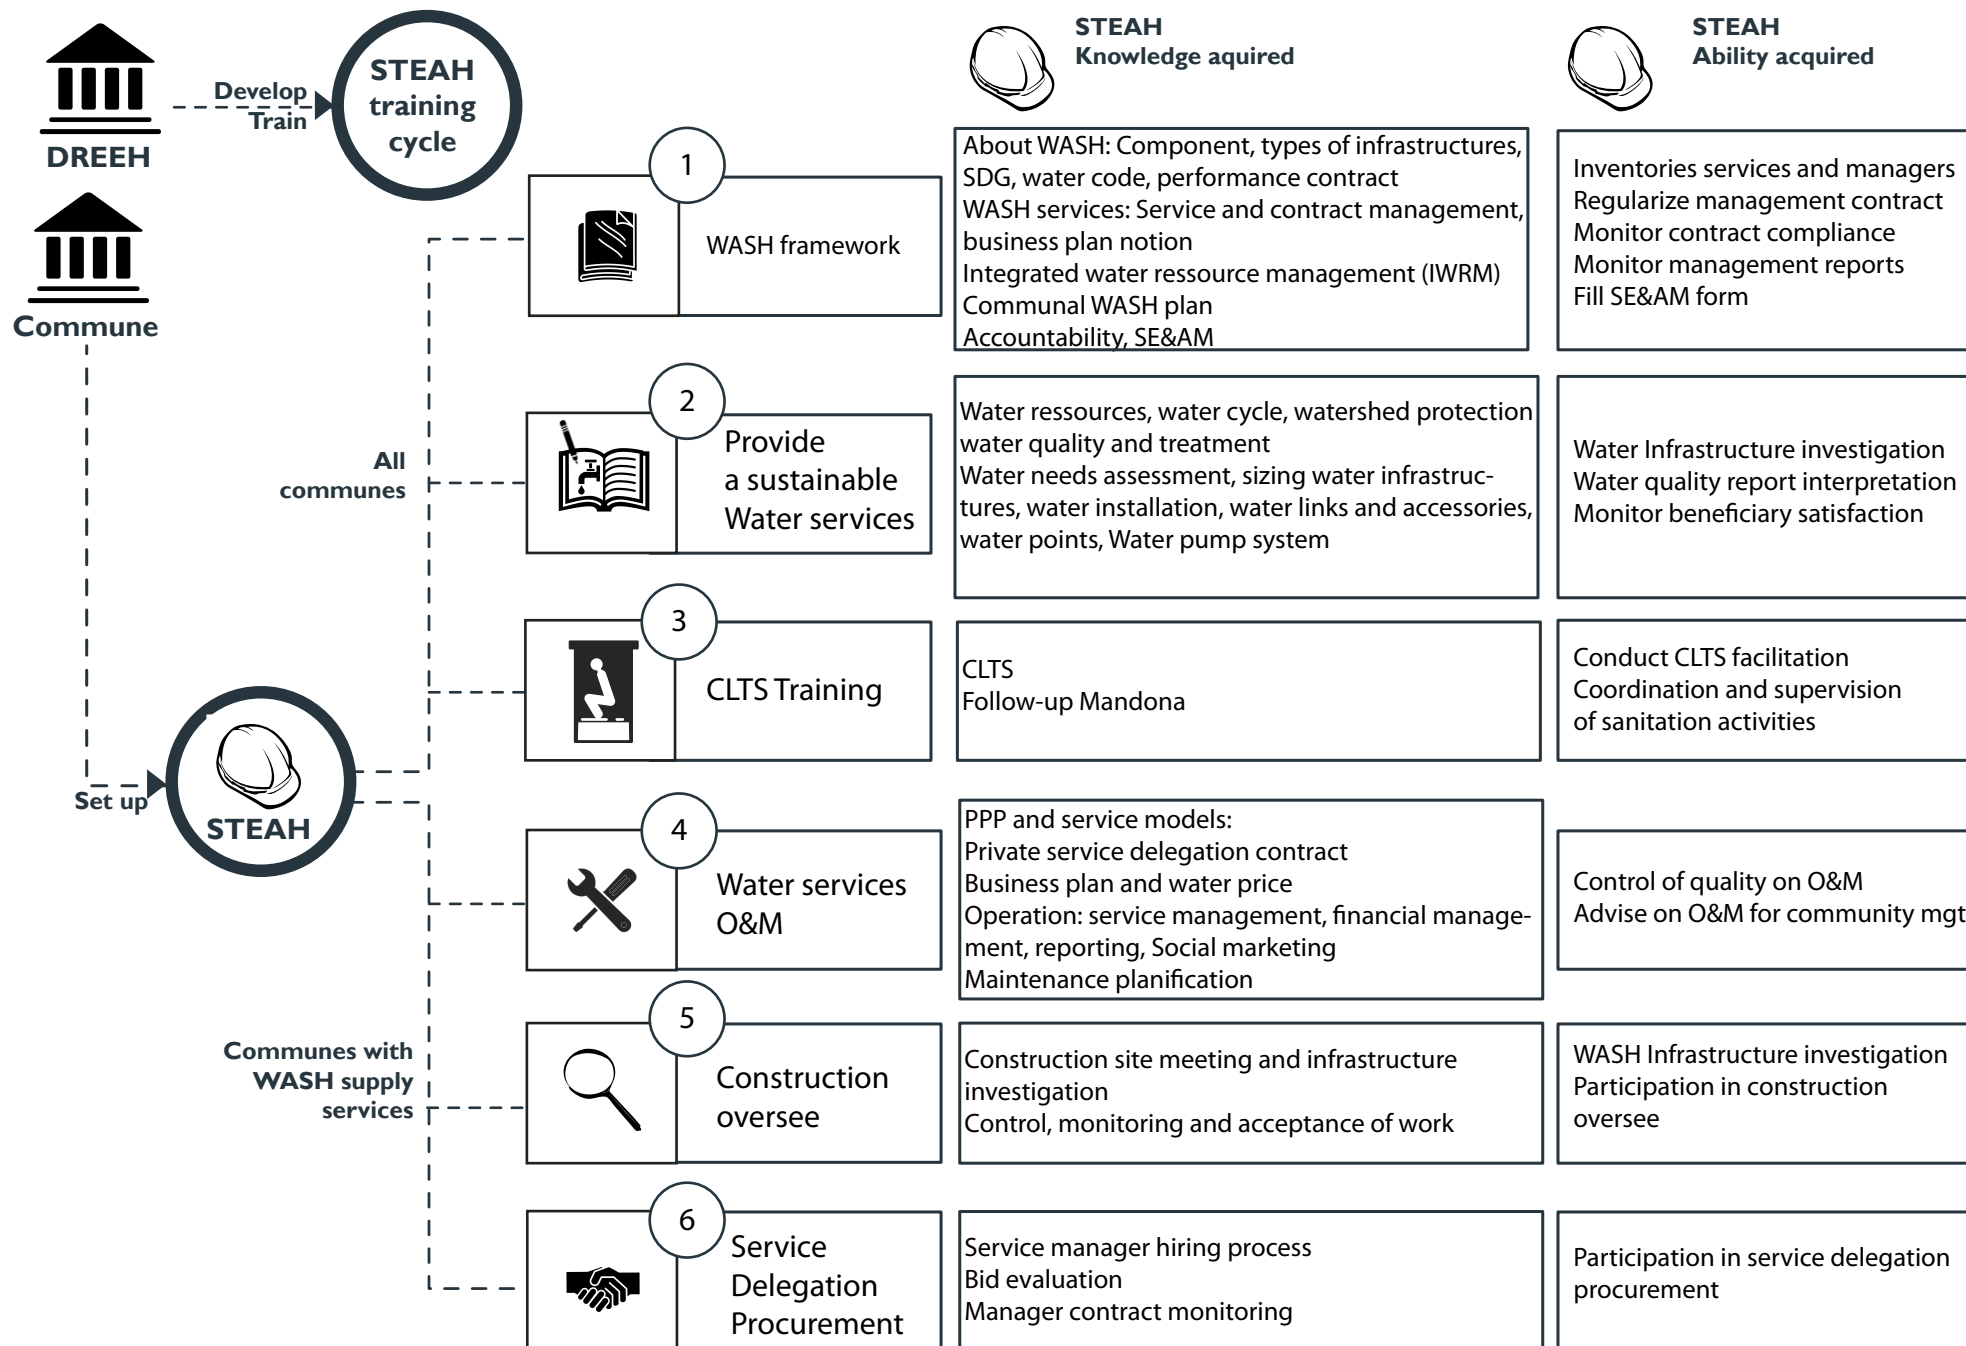 DREEH
Develop
Train
STEAH
training
cycle
Commune
Set up
STEAH
All
communes
Communes with
WASH supply
services
STEAH
Knowledge aquired
STEAH
Ability acquired
1
WASH framework
About WASH: Component, types of infrastructures,
SDG, water code, performance contract
WASH services: Service and contract management,
business plan notion
Integrated water ressource management (IWRM)
Communal WASH plan
Accountability, SE&AM
Inventories services and managers
Regularize management contract
Monitor contract compliance
Monitor management reports
Fill SE&AM form
2
Provide
a sustainable
Water services
Water ressources, water cycle, watershed protection
water quality and treatment
Water needs assessment, sizing water infrastruc-
tures, water installation, water links and accessories,
water points, Water pump system
Water Infrastructure investigation
Water quality report interpretation
Monitor beneficiary satisfaction
3
CLTS Training
CLTS
Follow-up Mandona
Conduct CLTS facilitation
Coordination and supervision
of sanitation activities
4
Water services
O&M
PPP and service models:
Private service delegation contract
Business plan and water price
Operation: service management, financial manage-
ment, reporting, Social marketing
Maintenance planification
Control of quality on O&M
Advise on O&M for community mgt
5
Construction
oversee
Construction site meeting and infrastructure
investigation
Control, monitoring and acceptance of work
WASH Infrastructure investigation
Participation in construction
oversee
6
Service
Delegation
Procurement
Service manager hiring process
Bid evaluation
Manager contract monitoring
Participation in service delegation
procurement